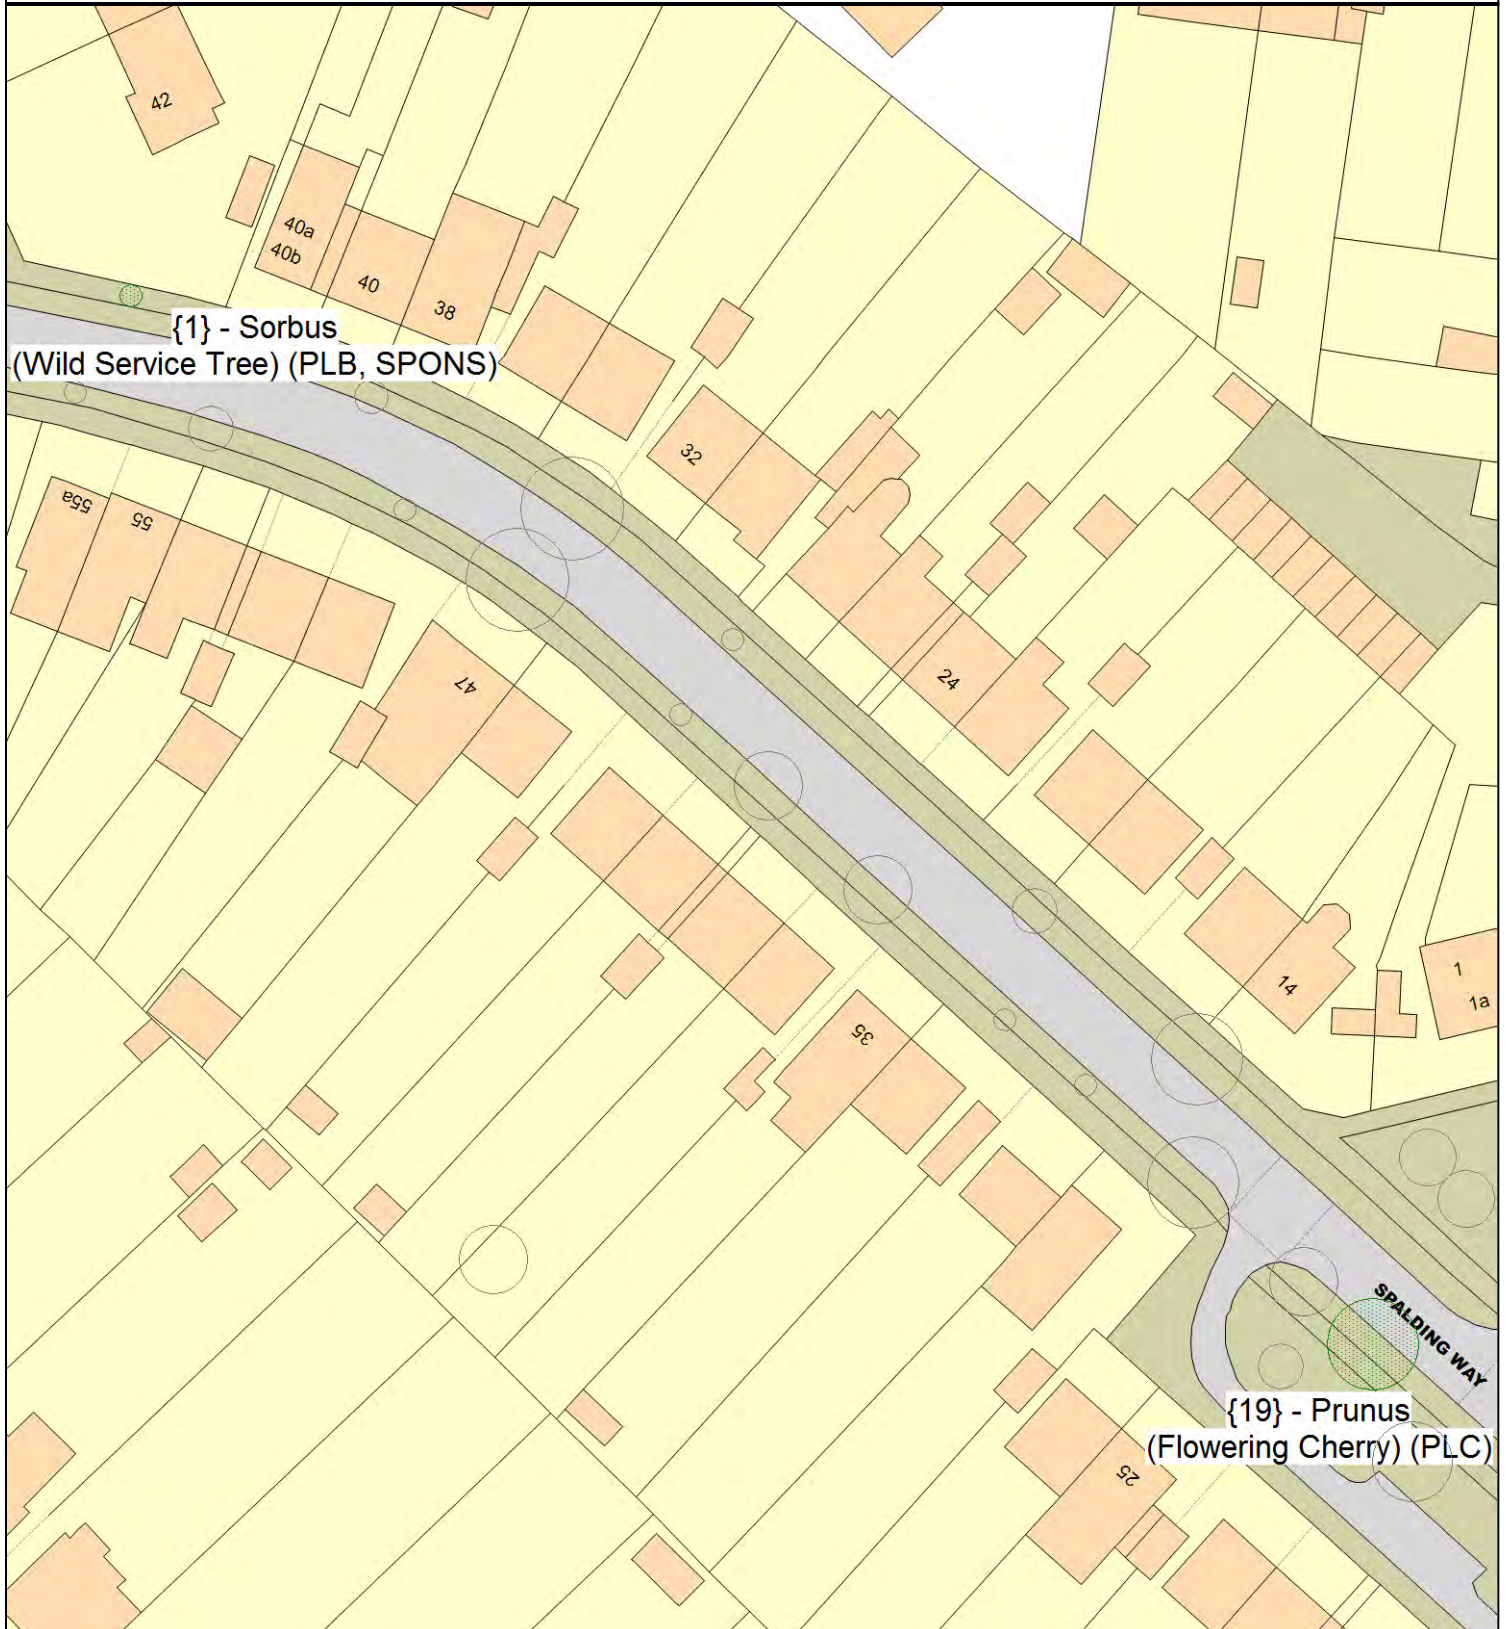 42
40a
40b
40
38
{1} - Sorbus
(Wild Service Tree) (PLB, SPONS)
32
55a
55
24
47
14
1
1a
35
SPALDING WAY
{19} - Prunus
(Flowering Cherry) (PLC)
25